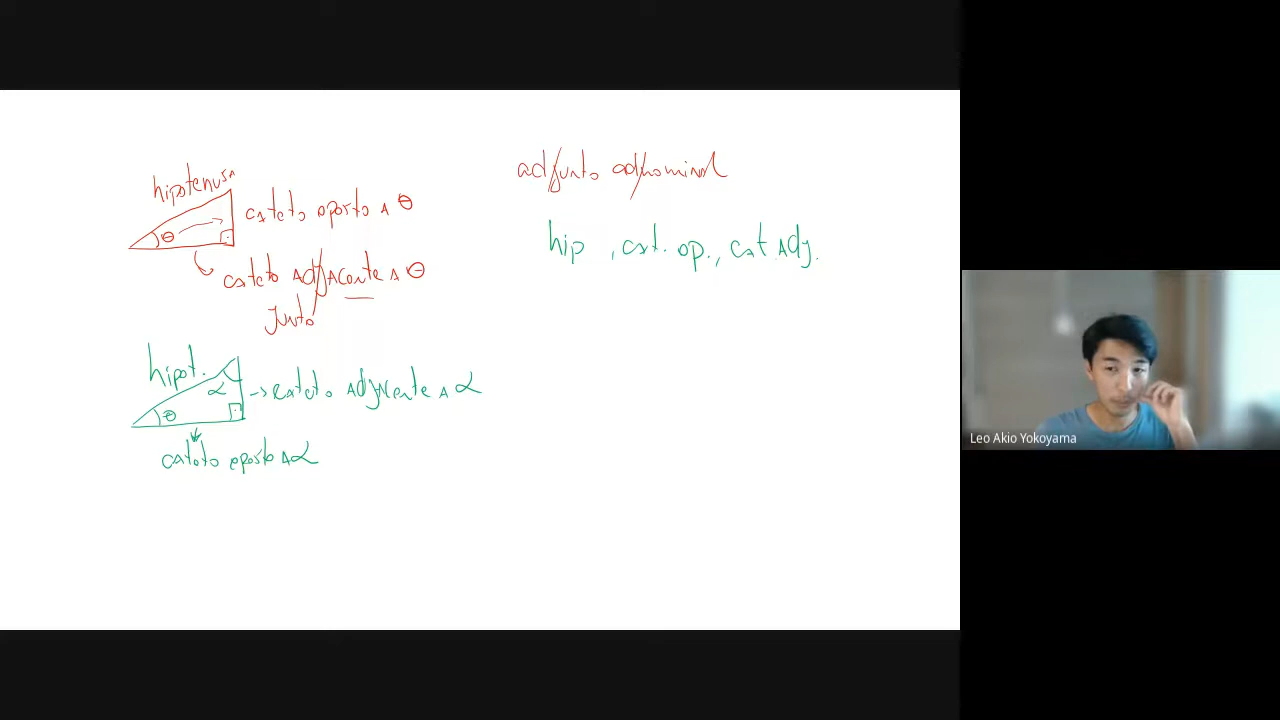 hipotenusa
θ
cateto oposto a θ
cateto adjacente a θ
junto
adjunto adnominal
hip, cat. op., cat. adj.
hipot.
α
θ
→ cateto adjacente a α
cateto oposto a α
Leo Akio Yokoyama